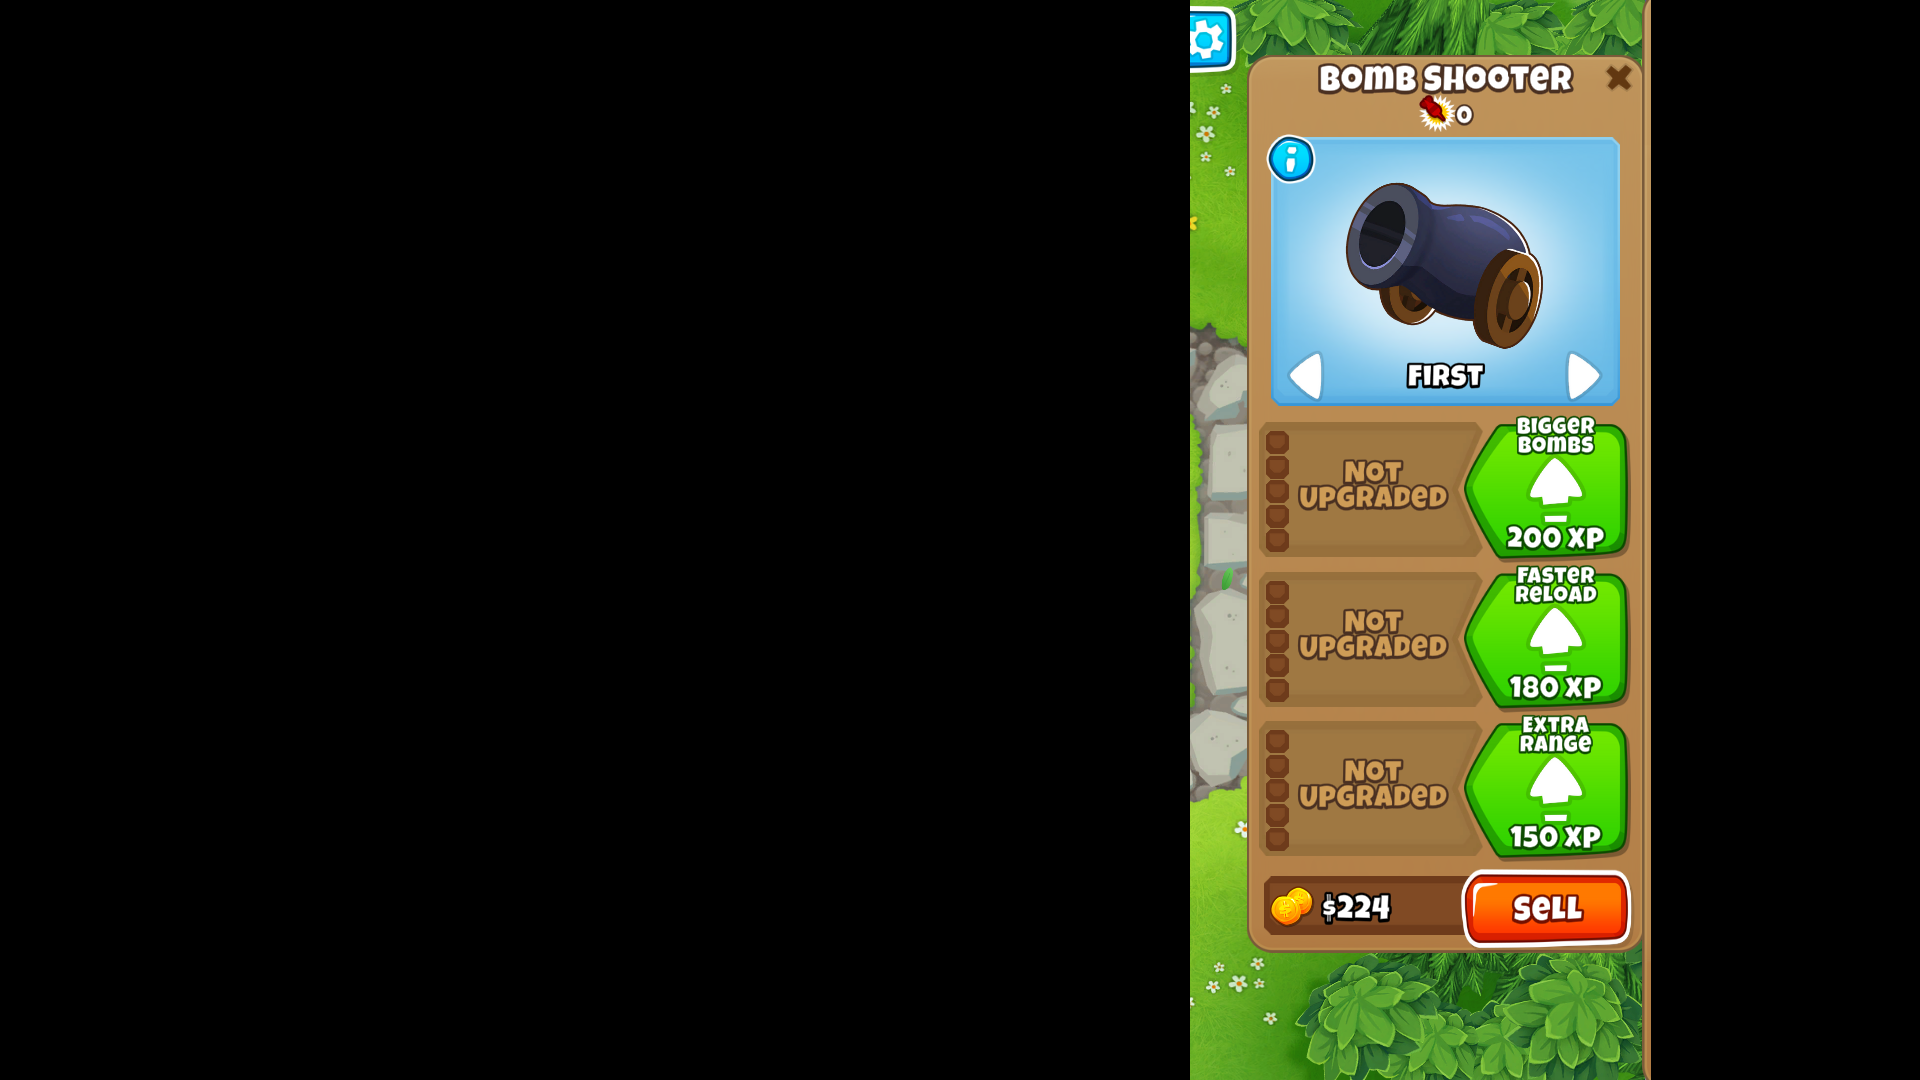 BOMB SHOOTER
0
i
FIRST
NOT
UPGRADED
BIGGER
BOMBS
200 XP
NOT
UPGRADED
FASTER
RELOAD
180 XP
NOT
UPGRADED
EXTRA
RANGE
150 XP
$224
SELL